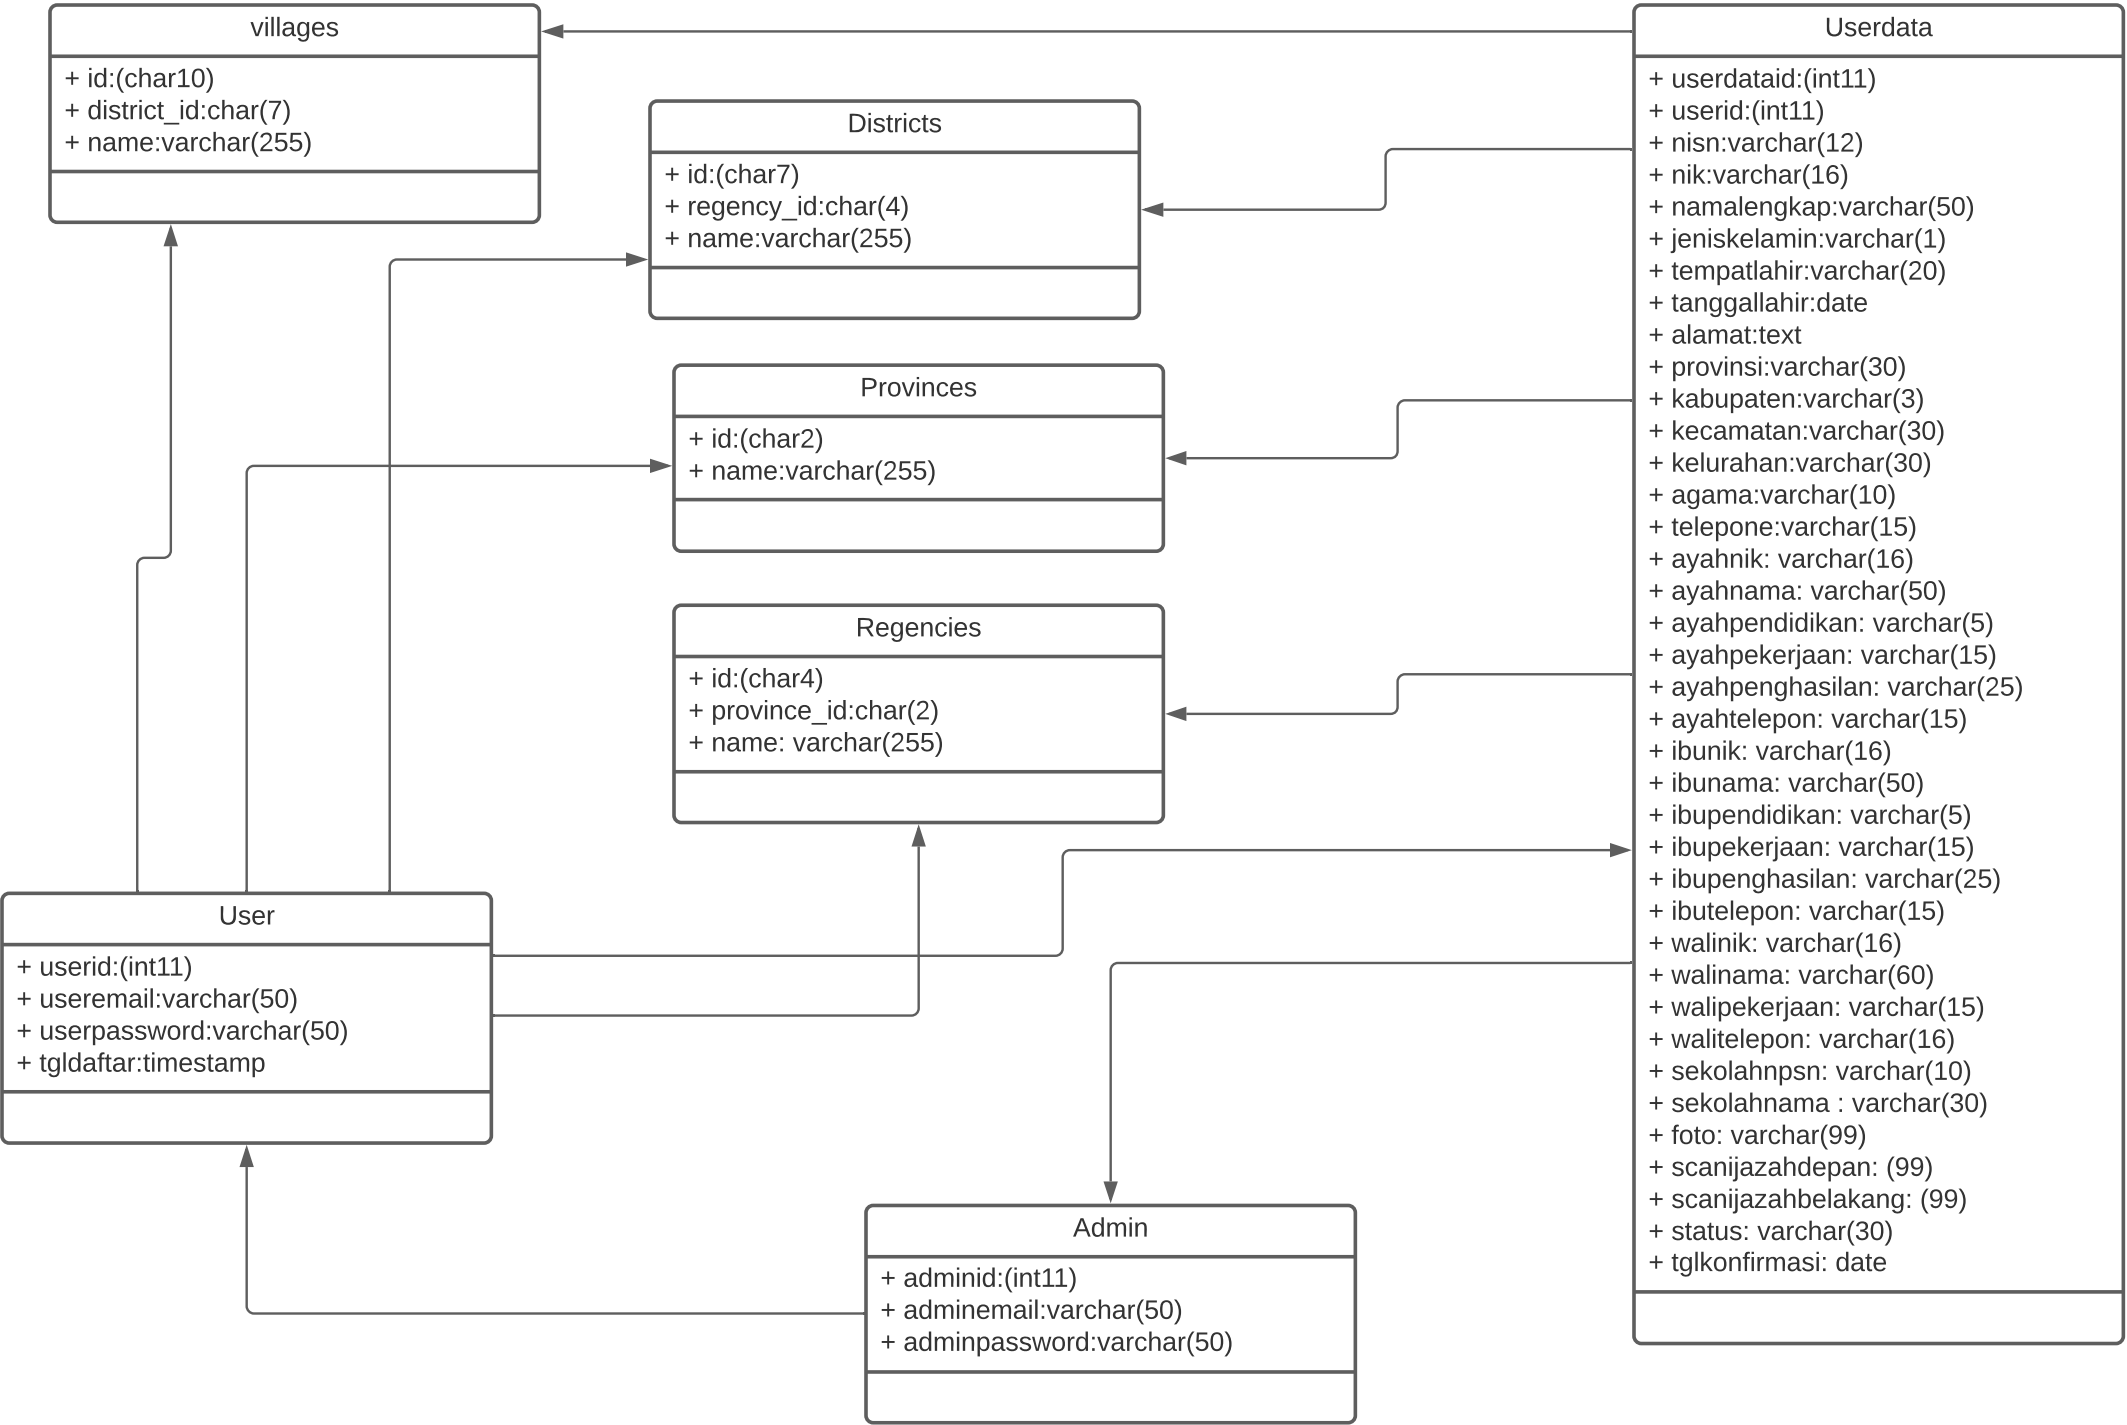 villages
+ id:(char10)
+ district_id:char(7)
+ name:varchar(255)
Districts
+ id:(char7)
+ regency_id:char(4)
+ name:varchar(255)
Provinces
+ id:(char2)
+ name:varchar(255)
Regencies
+ id:(char4)
+ province_id:char(2)
+ name: varchar(255)
User
+ userid:(int11)
+ useremail:varchar(50)
+ userpassword:varchar(50)
+ tgldaftar:timestamp
Admin
+ adminid:(int11)
+ adminemail:varchar(50)
+ adminpassword:varchar(50)
Userdata
+ userdataid:(int11)
+ userid:(int11)
+ nisn:varchar(12)
+ nik:varchar(16)
+ namalengkap:varchar(50)
+ jeniskelamin:varchar(1)
+ tempatlahir:varchar(20)
+ tanggallahir:date
+ alamat:text
+ provinsi:varchar(30)
+ kabupaten:varchar(3)
+ kecamatan:varchar(30)
+ kelurahan:varchar(30)
+ agama:varchar(10)
+ telepone:varchar(15)
+ ayahnik: varchar(16)
+ ayahnama: varchar(50)
+ ayahpendidikan: varchar(5)
+ ayahpekerjaan: varchar(15)
+ ayahpenghasilan: varchar(25)
+ ayahtelepon: varchar(15)
+ ibunik: varchar(16)
+ ibunama: varchar(50)
+ ibupendidikan: varchar(5)
+ ibupekerjaan: varchar(15)
+ ibupenghasilan: varchar(25)
+ ibutelepon: varchar(15)
+ walinik: varchar(16)
+ walinama: varchar(60)
+ walipekerjaan: varchar(15)
+ walitelepon: varchar(16)
+ sekolahnpsn: varchar(10)
+ sekolahnama : varchar(30)
+ foto: varchar(99)
+ scanijazahdepan: (99)
+ scanijazahbelakang: (99)
+ status: varchar(30)
+ tglkonfirmasi: date